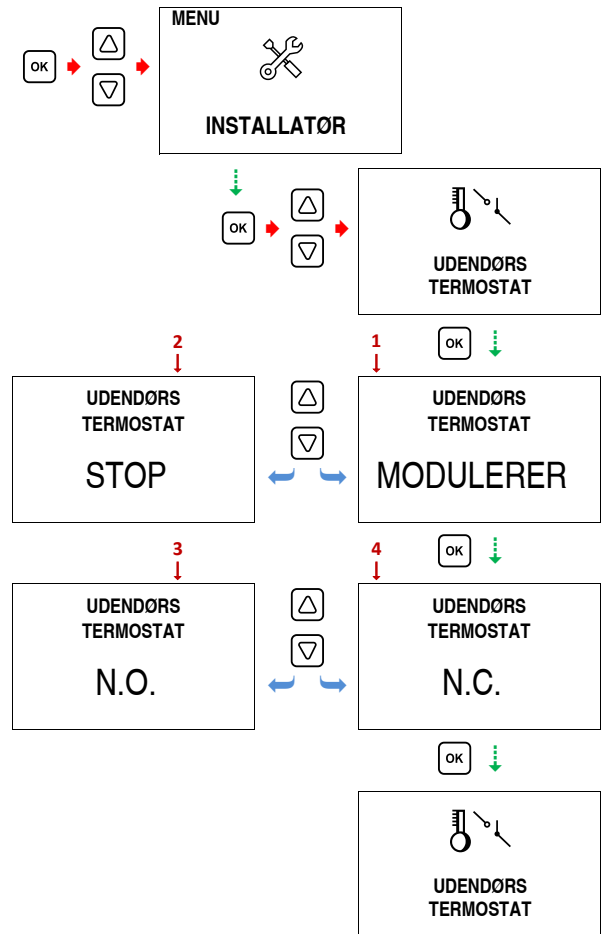 MENU
OK
INSTALLATØR
OK
UDENDØRS
TERMOSTAT
OK
2
1
UDENDØRS
TERMOSTAT
STOP
UDENDØRS
TERMOSTAT
MODULERER
OK
3
4
UDENDØRS
TERMOSTAT
N.O.
UDENDØRS
TERMOSTAT
N.C.
OK
UDENDØRS
TERMOSTAT